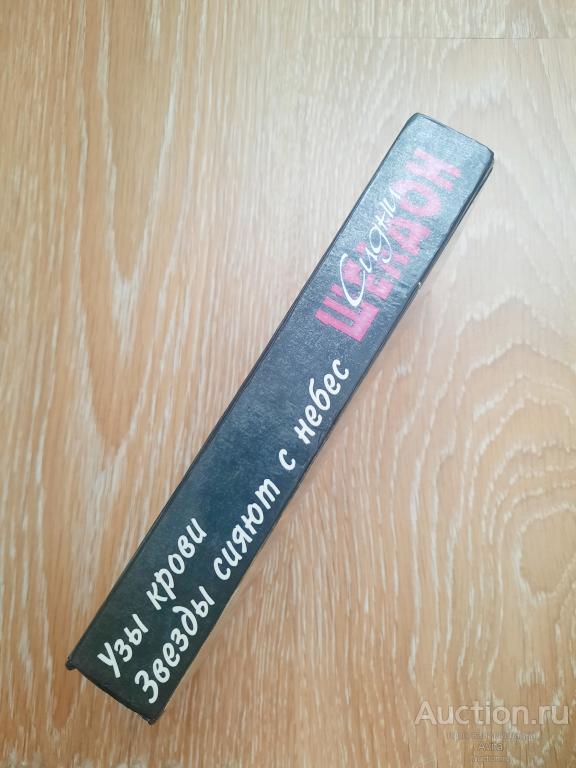 Сидни
ШЕЛДОН
Узы крови
Звезды сияют с небес
Auction.ru